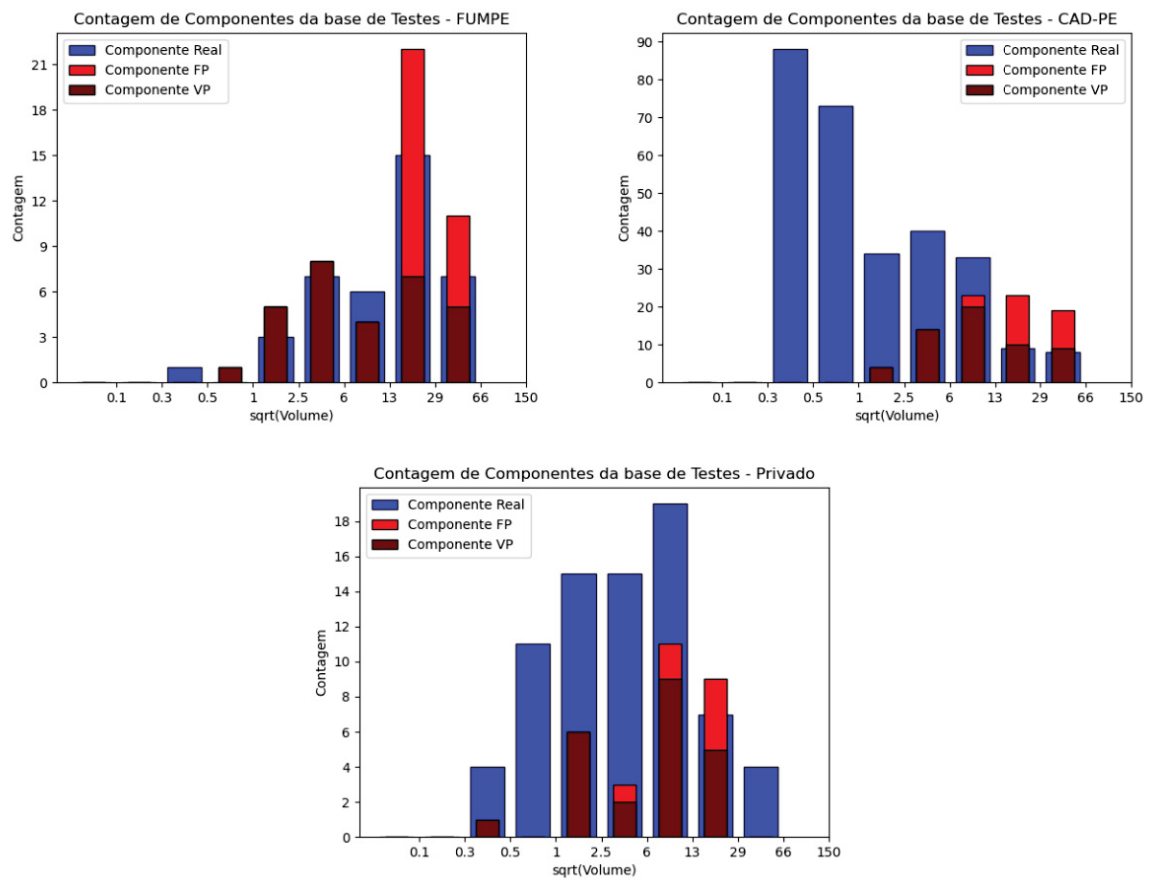 Contagem de Componentes da base de Testes - FUMPE
Componente Real
Componente FP
Componente VP
21
18
15
12
9
6
3
0
Contagem
0.1 0.3 0.5 1 2.5 6 13 29 66 150
sqrt(Volume)
Contagem de Componentes da base de Testes - CAD-PE
Componente Real
Componente FP
Componente VP
90
80
70
60
50
40
30
20
10
0
Contagem
0.1 0.3 0.5 1 2.5 6 13 29 66 150
sqrt(Volume)
Contagem de Componentes da base de Testes - Privado
Componente Real
Componente FP
Componente VP
18
16
14
12
10
8
6
4
2
0
Contagem
0.1 0.3 0.5 1 2.5 6 13 29 66 150
sqrt(Volume)